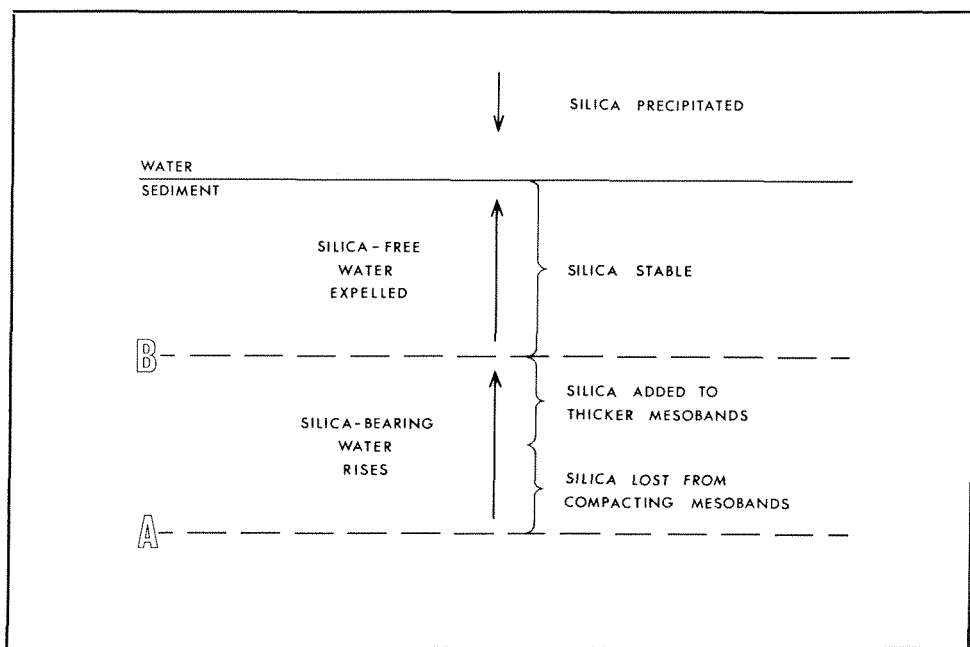 SILICA PRECIPITATED
WATER
SEDIMENT
SILICA-FREE
WATER
EXPELLED
SILICA STABLE
B
SILICA ADDED TO
THICKER MESOBANDS
SILICA-BEARING
WATER
RISES
SILICA LOST FROM
COMPACTING MESOBANDS
A